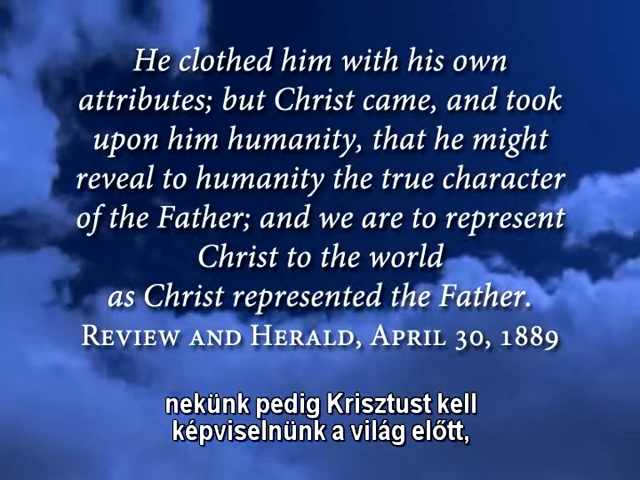 He clothed him with his own
attributes; but Christ came, and took
upon him humanity, that he might
reveal to humanity the true character
of the Father; and we are to represent
Christ to the world
as Christ represented the Father.
REVIEW AND HERALD, APRIL 30, 1889
nekünk pedig Krisztust kell
képviselnünk a világ előtt,